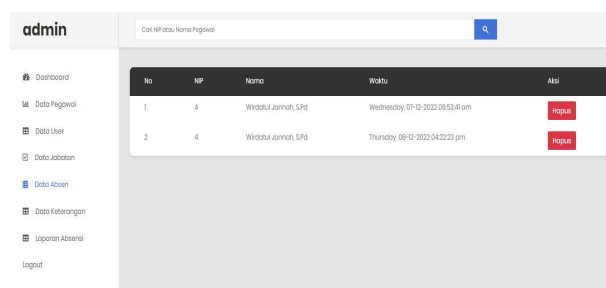 admin
Cari NIP atau Nama Pegawai
Dashboard
Data Pegawai
Data User
Data Jabatan
Data Absen
Data Keterangan
Laporan Absensi
Logout
No NIP Nama Waktu Aksi
1 4 Wirdatul Jannah, S.Pd Wednesday, 07-12-2022 09:53:41 am Hapus
2 4 Wirdatul Jannah, S.Pd Thursday, 08-12-2022 04:22:23 pm Hapus